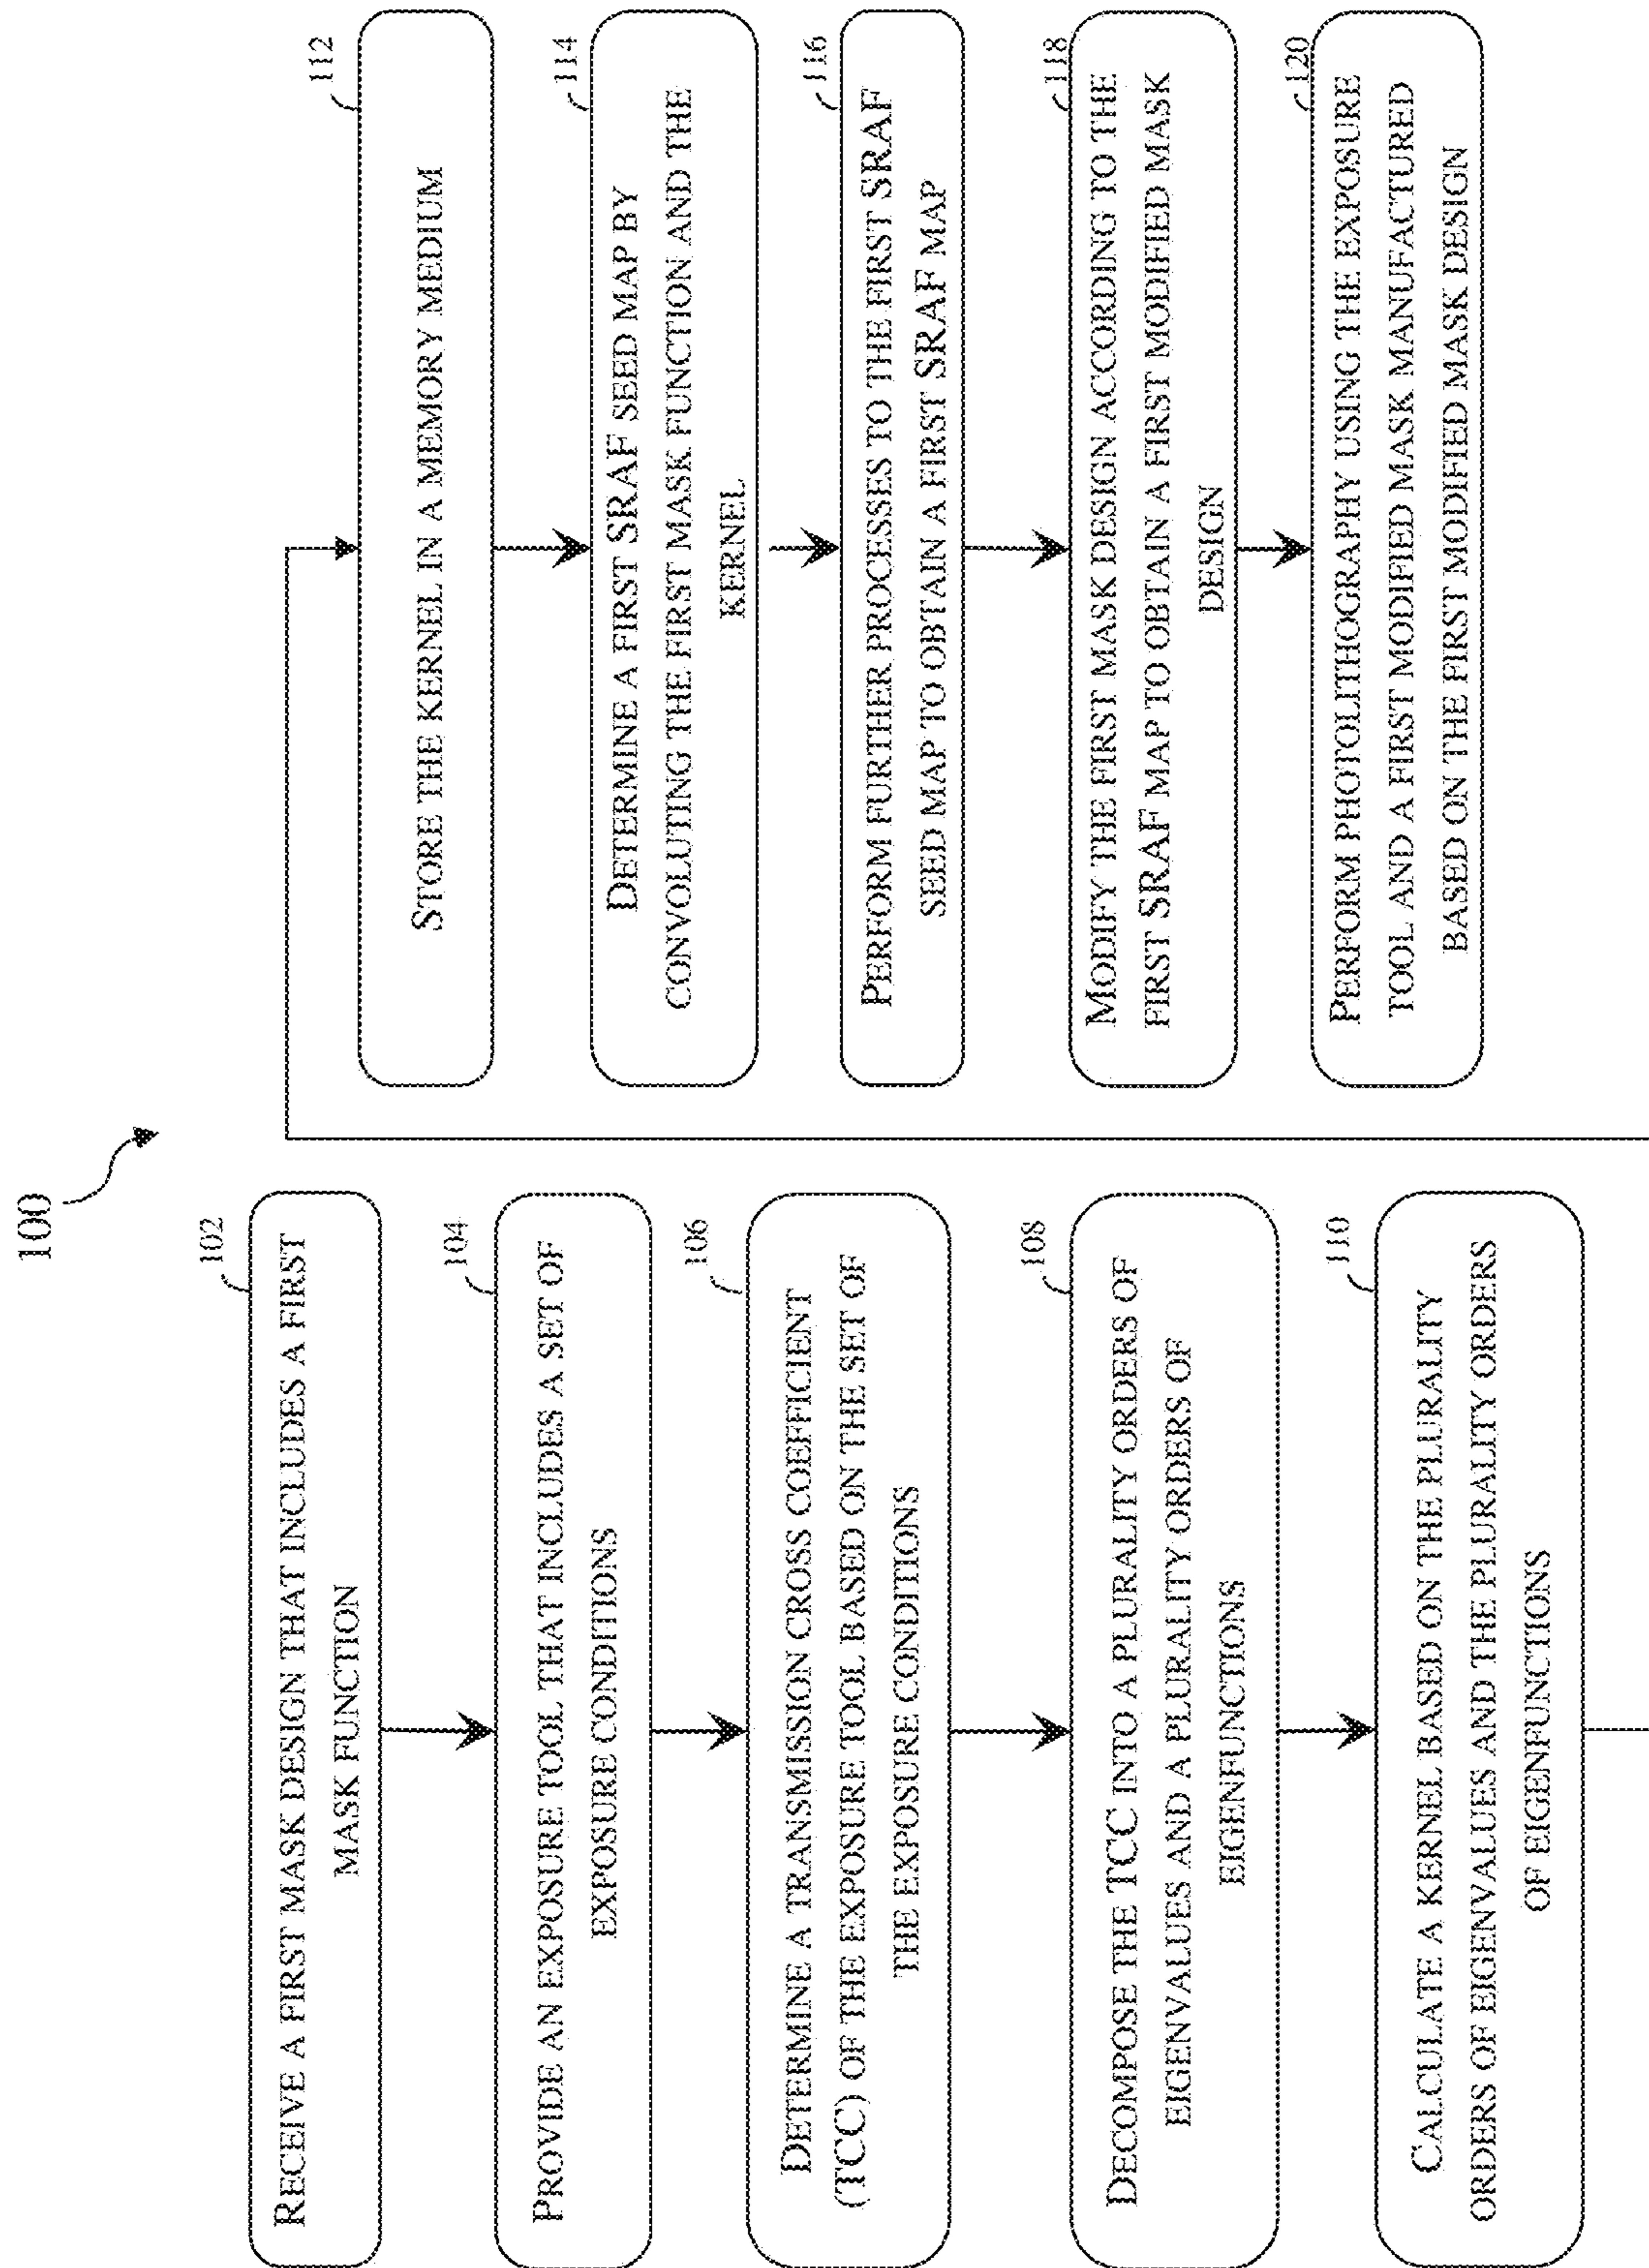 100
102
RECEIVE A FIRST MASK DESIGN THAT INCLUDES A FIRST
MASK FUNCTION
104
PROVIDE AN EXPOSURE TOOL THAT INCLUDES A SET OF
EXPOSURE CONDITIONS
106
DETERMINE A TRANSMISSION CROSS COEFFICIENT
(TCC) OF THE EXPOSURE TOOL BASED ON THE SET OF
THE EXPOSURE CONDITIONS
108
DECOMPOSE THE TCC INTO A PLURALITY ORDERS OF
EIGENVALUES AND A PLURALITY ORDERS OF
EIGENFUNCTIONS
110
CALCULATE A KERNEL BASED ON THE PLURALITY
ORDERS OF EIGENVALUES AND THE PLURALITY ORDERS
OF EIGENFUNCTIONS
112
STORE THE KERNEL IN A MEMORY MEDIUM
114
DETERMINE A FIRST SRAF SEED MAP BY
CONVOLUTING THE FIRST MASK FUNCTION AND THE
KERNEL
116
PERFORM FURTHER PROCESSES TO THE FIRST SRAF
SEED MAP TO OBTAIN A FIRST SRAF MAP
118
MODIFY THE FIRST MASK DESIGN ACCORDING TO THE
FIRST SRAF MAP TO OBTAIN A FIRST MODIFIED MASK
DESIGN
120
PERFORM PHOTOLITHOGRAPHY USING THE EXPOSURE
TOOL AND A FIRST MODIFIED MASK MANUFACTURED
BASED ON THE FIRST MODIFIED MASK DESIGN